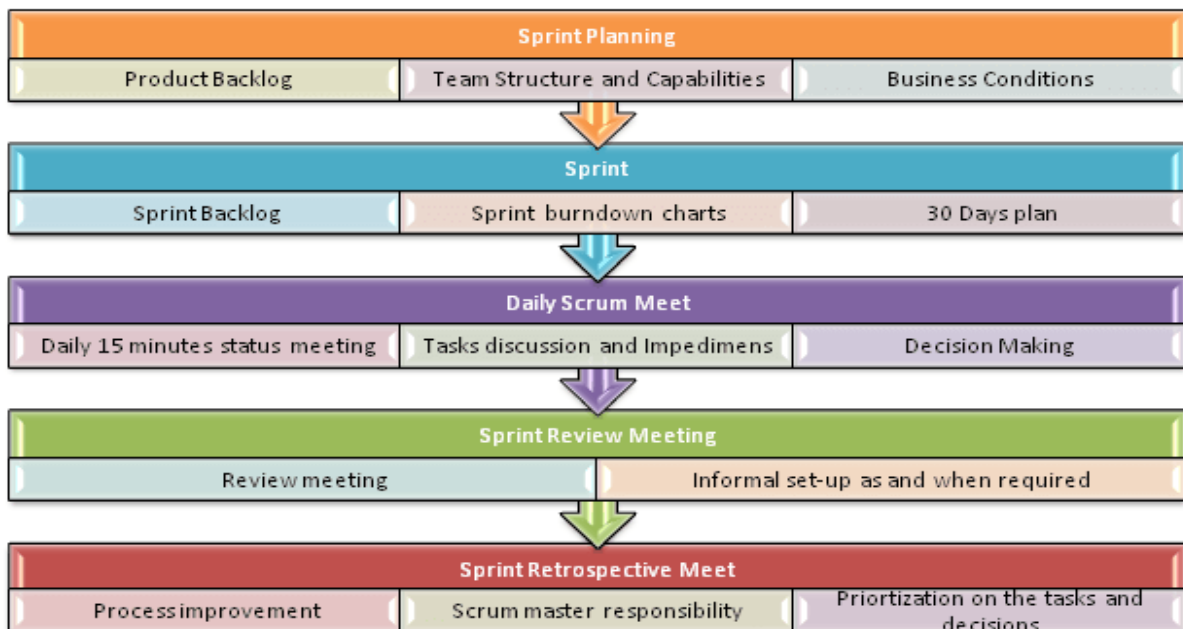 Sprint Planning
Product Backlog
Team Structure and Capabilities
Business Conditions
Sprint
Sprint Backlog
Sprint burndown charts
30 Days plan
Daily Scrum Meet
Daily 15 minutes status meeting
Tasks discussion and Impedimens
Decision Making
Sprint Review Meeting
Review meeting
Informal set-up as and when required
Sprint Retrospective Meet
Process improvement
Scrum master responsibility
Priortization on the tasks and
decisions